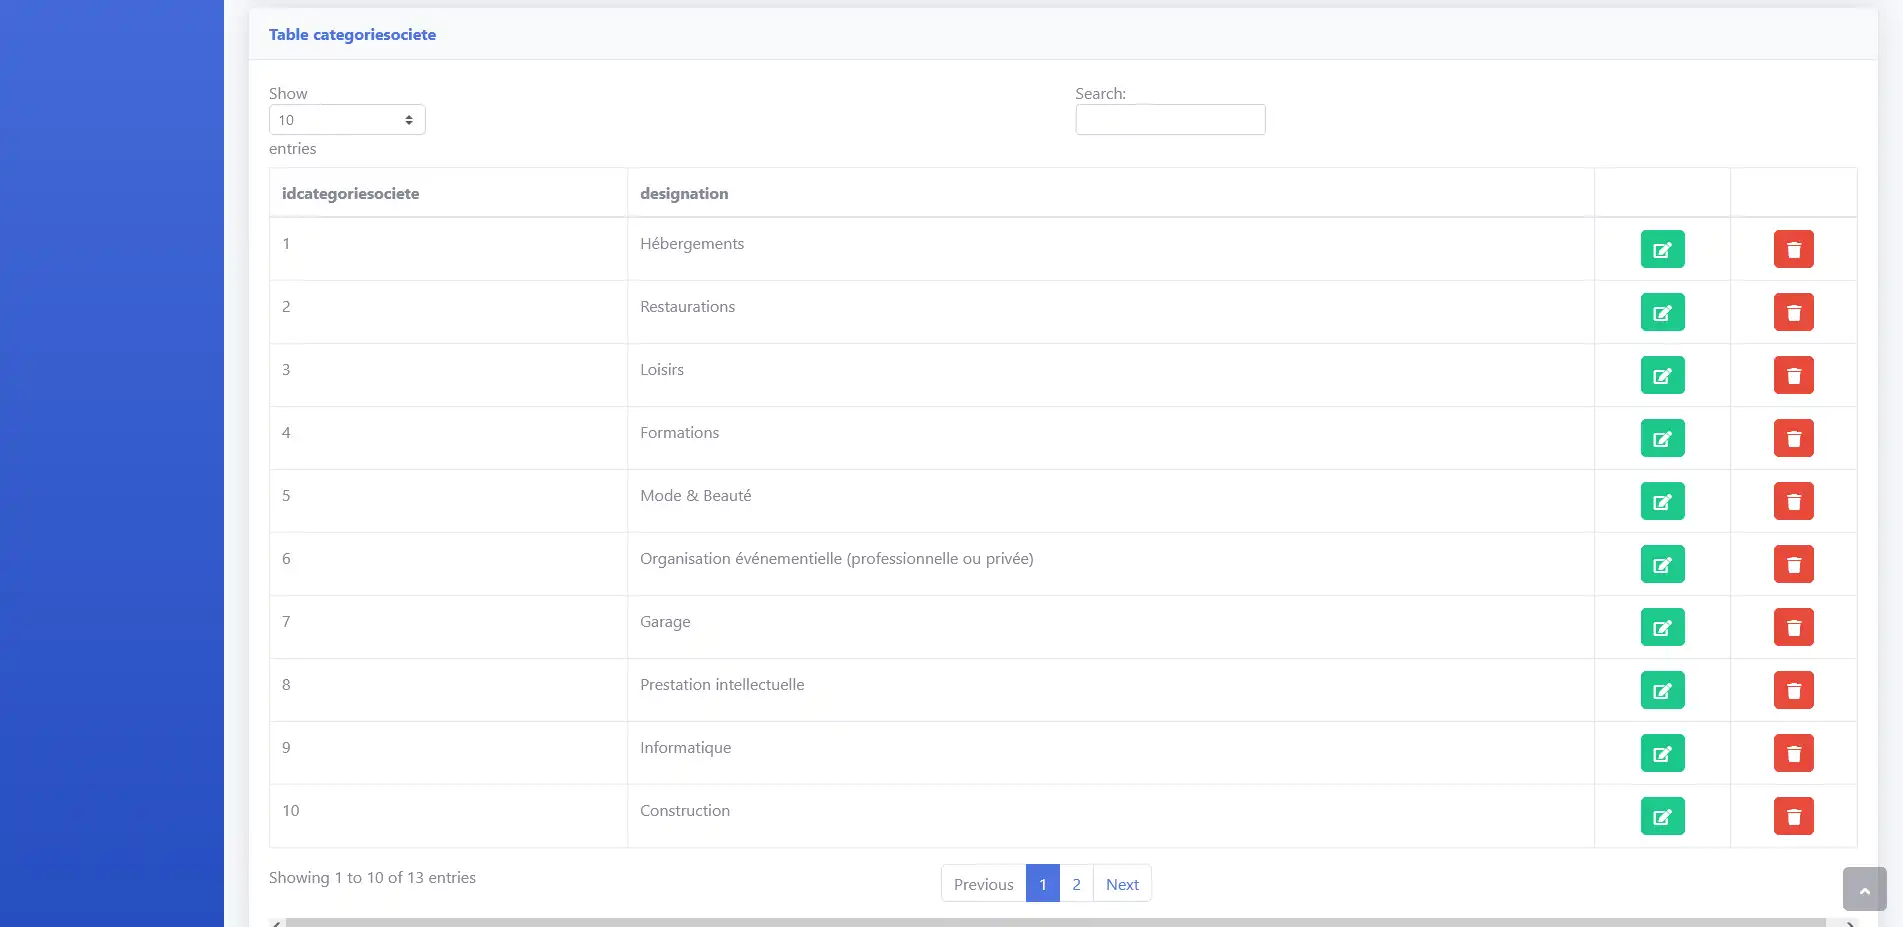 Table categoriesociete
Show
Search:
10
entries
idcategoriesociete designation
1 Hébergements
2 Restaurations
3 Loisirs
4 Formations
5 Mode & Beauté
6 Organisation événementielle (professionnelle ou privée)
7 Garage
8 Prestation intellectuelle
9 Informatique
10 Construction
Showing 1 to 10 of 13 entries
Previous 1 2 Next